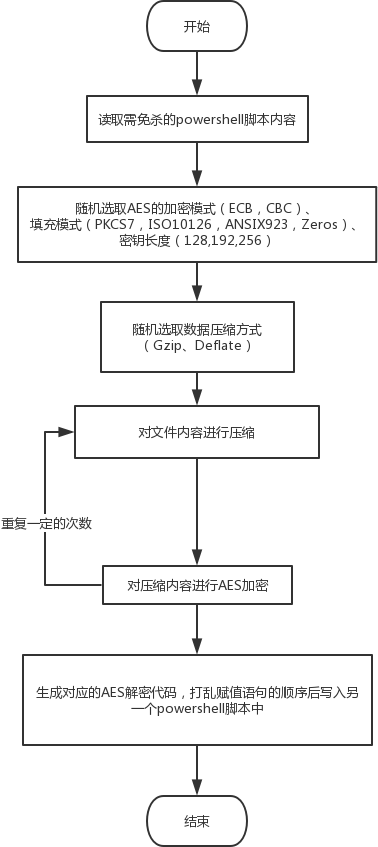 开始
读取需免杀的powershell脚本内容
随机选取AES的加密模式（ECB，CBC）、
填充模式（PKCS7，ISO10126，ANSIX923，Zeros）、
密钥长度（128,192,256）
随机选取数据压缩方式
（Gzip、Deflate）
对文件内容进行压缩
重复一定的次数
对压缩内容进行AES加密
生成对应的AES解密代码，打乱赋值语句的顺序后写入另
一个powershell脚本中
结束